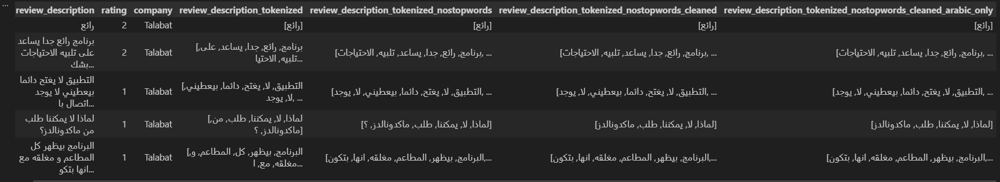 ...
review_description rating company review_description_tokenized review_description_tokenized_nostopwords review_description_tokenized_nostopwords_cleaned review_description_tokenized_nostopwords_cleaned_arabic_only
رائع 2 Talabat [رائع] [رائع] [رائع] [رائع]
برنامج رائع جدا يساعد
على تلبيه الاحتياجات
بشك...
2 Talabat
[برنامج, رائع, جدا, يساعد, على,
تلبيه, الاحتيا...
[برنامج, رائع, جدا, يساعد, تلبيه, الاحتياجات, ...
[برنامج, رائع, جدا, يساعد, تلبيه, الاحتياجات, ...
[برنامج, رائع, جدا, يساعد, تلبيه, الاحتياجات, ...
التطبيق لا يغتح دائما
بيعطيني لا يوجد
اتصال با...
1 Talabat
[التطبيق, لا, يغتح, دائما, بيعطيني,
لا, يوجد, ...
[التطبيق, لا, يغتح, دائما, بيعطيني, لا, يوجد, ...
[التطبيق, لا, يغتح, دائما, بيعطيني, لا, يوجد, ...
[التطبيق, لا, يغتح, دائما, بيعطيني, لا, يوجد, ...
لماذا لا يمكننا طلب
من ماكدونالدز؟
1 Talabat
[لماذا, لا, يمكننا, طلب, من,
ماكدونالدز, ؟]
[لماذا, لا, يمكننا, طلب, ماكدونالدز, ؟]
[لماذا, لا, يمكننا, طلب, ماكدونالدز]
[لماذا, لا, يمكننا, طلب, ماكدونالدز]
البرنامج بيظهر كل
المطاعم و مغلقه مع
انها بتكو...
1 Talabat
[البرنامج, بيظهر, كل, المطاعم, و,
مغلقه, مع, ا...
[البرنامج, بيظهر, المطاعم, مغلقه, انها, بتكون,...
[البرنامج, بيظهر, المطاعم, مغلقه, انها, بتكون,...
[البرنامج, بيظهر, المطاعم, مغلقه, انها, بتكون,...